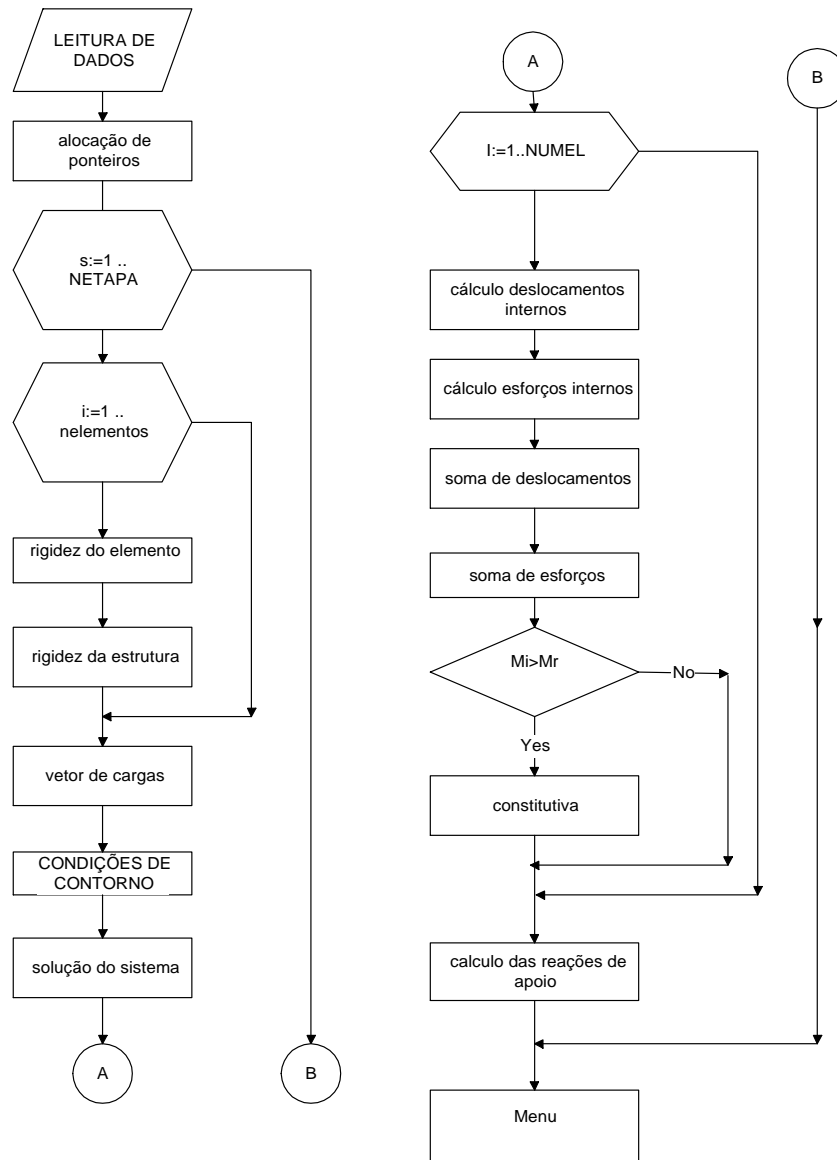 LEITURA DE
DADOS
alocação de
ponteiros
s:=1 ..
NETAPA
i:=1 ..
nelementos
rigidez do elemento
rigidez da estrutura
vetor de cargas
CONDIÇÕES DE
CONTORNO
solução do sistema
A
B
A
B
I:=1..NUMEL
cálculo deslocamentos
internos
cálculo esforços internos
soma de deslocamentos
soma de esforços
Mi>Mr
No
Yes
constitutiva
calculo das reações de
apoio
Menu